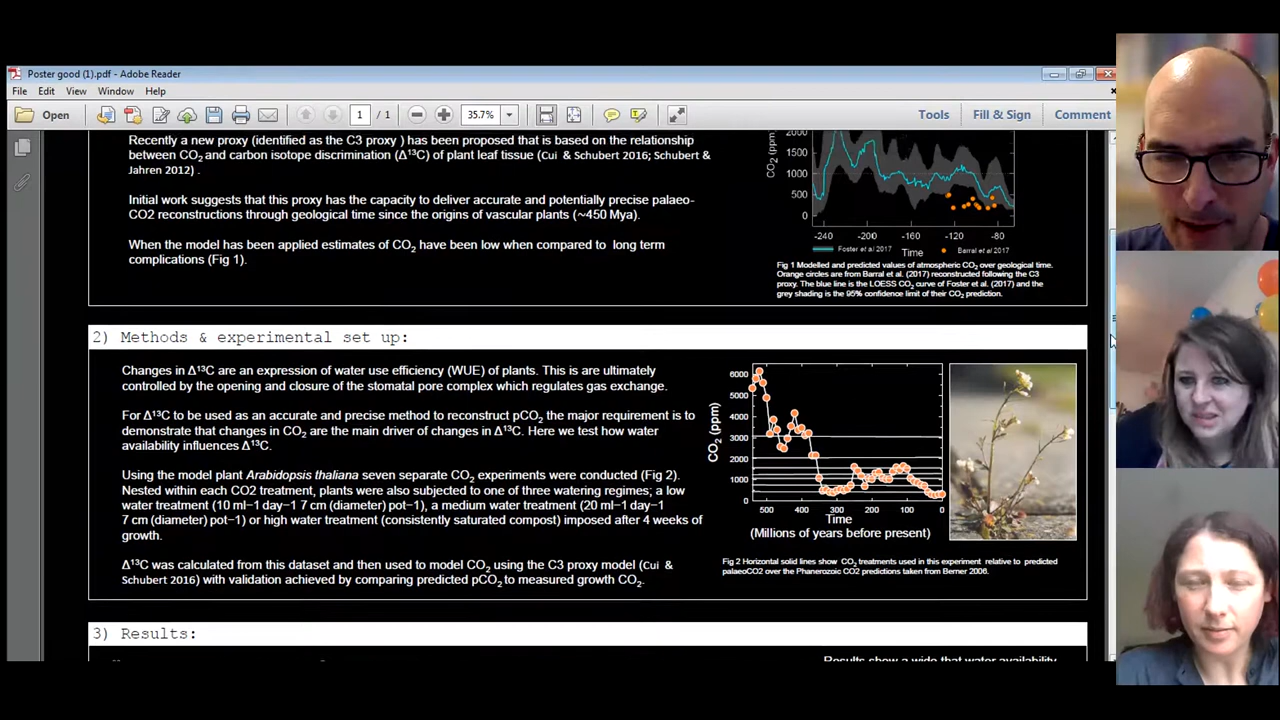 Poster good (1).pdf - Adobe Reader
File Edit View Window Help
Open 1 / 1 35.7% Tools Fill & Sign Comment
Recently a new proxy (identified as the C3 proxy ) has been proposed that is based on the relationship
between CO2 and carbon isotope discrimination (Δ13C) of plant leaf tissue (Cui & Schubert 2016; Schubert &
Jahren 2012) .
Initial work suggests that this proxy has the capacity to deliver accurate and potentially precise palaeo-
CO2 reconstructions through geological time since the origins of vascular plants (~450 Mya).
When the model has been applied estimates of CO2 have been low when compared to long term
complications (Fig 1).
CO2 (ppm)
2000
1500
1000
500
0
-240 -200 -160 -120 -80
Time
Foster et al 2017 Barral et al 2017
Fig 1 Modelled and predicted values of atmospheric CO2 over geological time.
Orange circles are from Barral et al. (2017) reconstructed following the C3
proxy. The blue line is the LOESS CO2 curve of Foster et al. (2017) and the
grey shading is the 95% confidence limit of their CO2 prediction.
2) Methods & experimental set up:
Changes in Δ13C are an expression of water use efficiency (WUE) of plants. This is are ultimately
controlled by the opening and closure of the stomatal pore complex which regulates gas exchange.
For Δ13C to be used as an accurate and precise method to reconstruct pCO2 the major requirement is to
demonstrate that changes in CO2 are the main driver of changes in Δ13C. Here we test how water
availability influences Δ13C.
Using the model plant Arabidopsis thaliana seven separate CO2 experiments were conducted (Fig 2).
Nested within each CO2 treatment, plants were also subjected to one of three watering regimes; a low
water treatment (10 ml−1 day−1 7 cm (diameter) pot−1), a medium water treatment (20 ml−1 day−1
7 cm (diameter) pot−1) or high water treatment (consistently saturated compost) imposed after 4 weeks of
growth.
Δ13C was calculated from this dataset and then used to model CO2 using the C3 proxy model (Cui &
Schubert 2016) with validation achieved by comparing predicted pCO2 to measured growth CO2.
CO2 (ppm)
6000
5000
4000
3000
2000
1000
0
500 400 300 200 100 0
Time
(Millions of years before present)
Fig 2 Horizontal solid lines show CO2 treatments used in this experiment relative to predicted
palaeoCO2 over the Phanerozoic CO2 predictions taken from Berner 2006.
3) Results:
Results show a wide that water availability